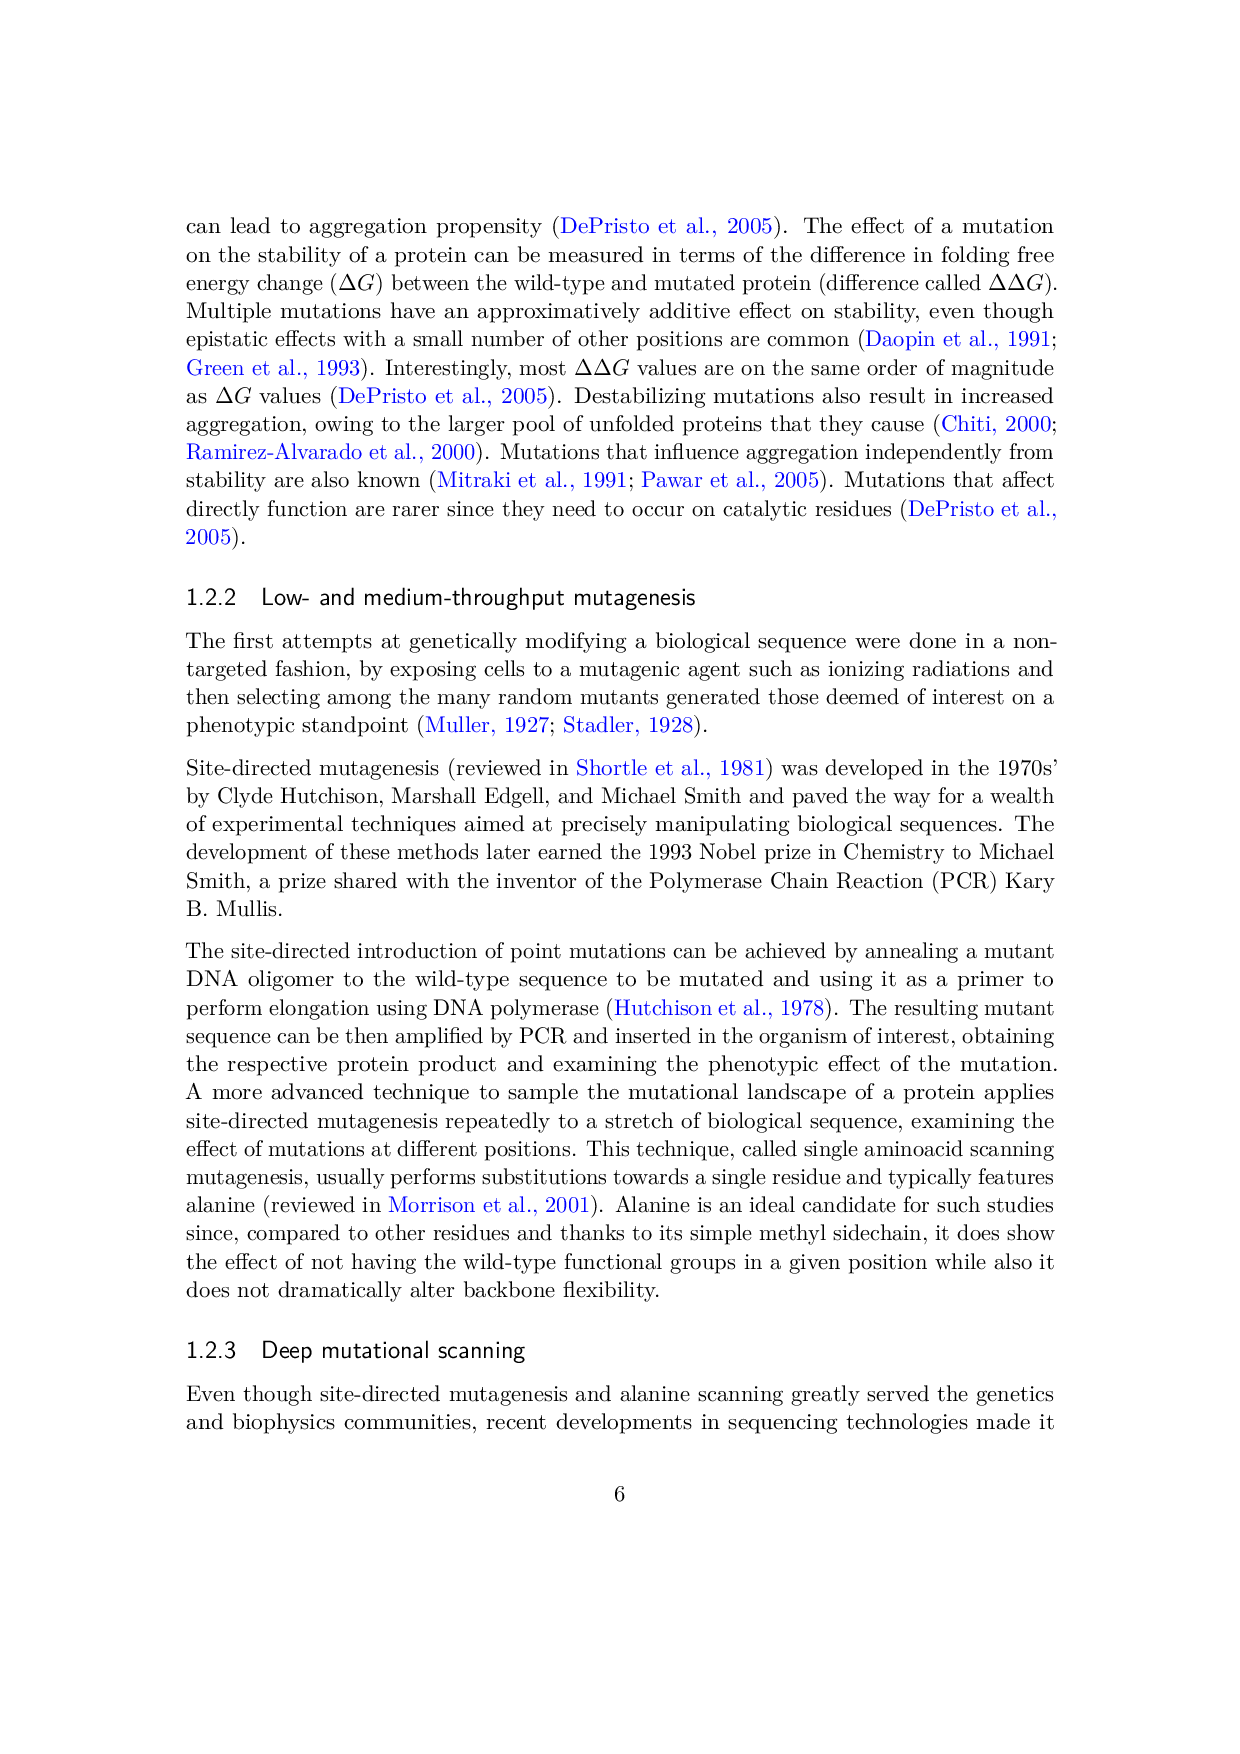 can lead to aggregation propensity (DePristo et al., 2005). The effect of a mutation
on the stability of a protein can be measured in terms of the difference in folding free
energy change (ΔG) between the wild-type and mutated protein (difference called ΔΔG).
Multiple mutations have an approximatively additive effect on stability, even though
epistatic effects with a small number of other positions are common (Daopin et al., 1991;
Green et al., 1993). Interestingly, most ΔΔG values are on the same order of magnitude
as ΔG values (DePristo et al., 2005). Destabilizing mutations also result in increased
aggregation, owing to the larger pool of unfolded proteins that they cause (Chiti, 2000;
Ramirez-Alvarado et al., 2000). Mutations that influence aggregation independently from
stability are also known (Mitraki et al., 1991; Pawar et al., 2005). Mutations that affect
directly function are rarer since they need to occur on catalytic residues (DePristo et al.,
2005).
1.2.2 Low- and medium-throughput mutagenesis
The first attempts at genetically modifying a biological sequence were done in a non-
targeted fashion, by exposing cells to a mutagenic agent such as ionizing radiations and
then selecting among the many random mutants generated those deemed of interest on a
phenotypic standpoint (Muller, 1927; Stadler, 1928).
Site-directed mutagenesis (reviewed in Shortle et al., 1981) was developed in the 1970s’
by Clyde Hutchison, Marshall Edgell, and Michael Smith and paved the way for a wealth
of experimental techniques aimed at precisely manipulating biological sequences. The
development of these methods later earned the 1993 Nobel prize in Chemistry to Michael
Smith, a prize shared with the inventor of the Polymerase Chain Reaction (PCR) Kary
B. Mullis.
The site-directed introduction of point mutations can be achieved by annealing a mutant
DNA oligomer to the wild-type sequence to be mutated and using it as a primer to
perform elongation using DNA polymerase (Hutchison et al., 1978). The resulting mutant
sequence can be then amplified by PCR and inserted in the organism of interest, obtaining
the respective protein product and examining the phenotypic effect of the mutation.
A more advanced technique to sample the mutational landscape of a protein applies
site-directed mutagenesis repeatedly to a stretch of biological sequence, examining the
effect of mutations at different positions. This technique, called single aminoacid scanning
mutagenesis, usually performs substitutions towards a single residue and typically features
alanine (reviewed in Morrison et al., 2001). Alanine is an ideal candidate for such studies
since, compared to other residues and thanks to its simple methyl sidechain, it does show
the effect of not having the wild-type functional groups in a given position while also it
does not dramatically alter backbone flexibility.
1.2.3 Deep mutational scanning
Even though site-directed mutagenesis and alanine scanning greatly served the genetics
and biophysics communities, recent developments in sequencing technologies made it
6